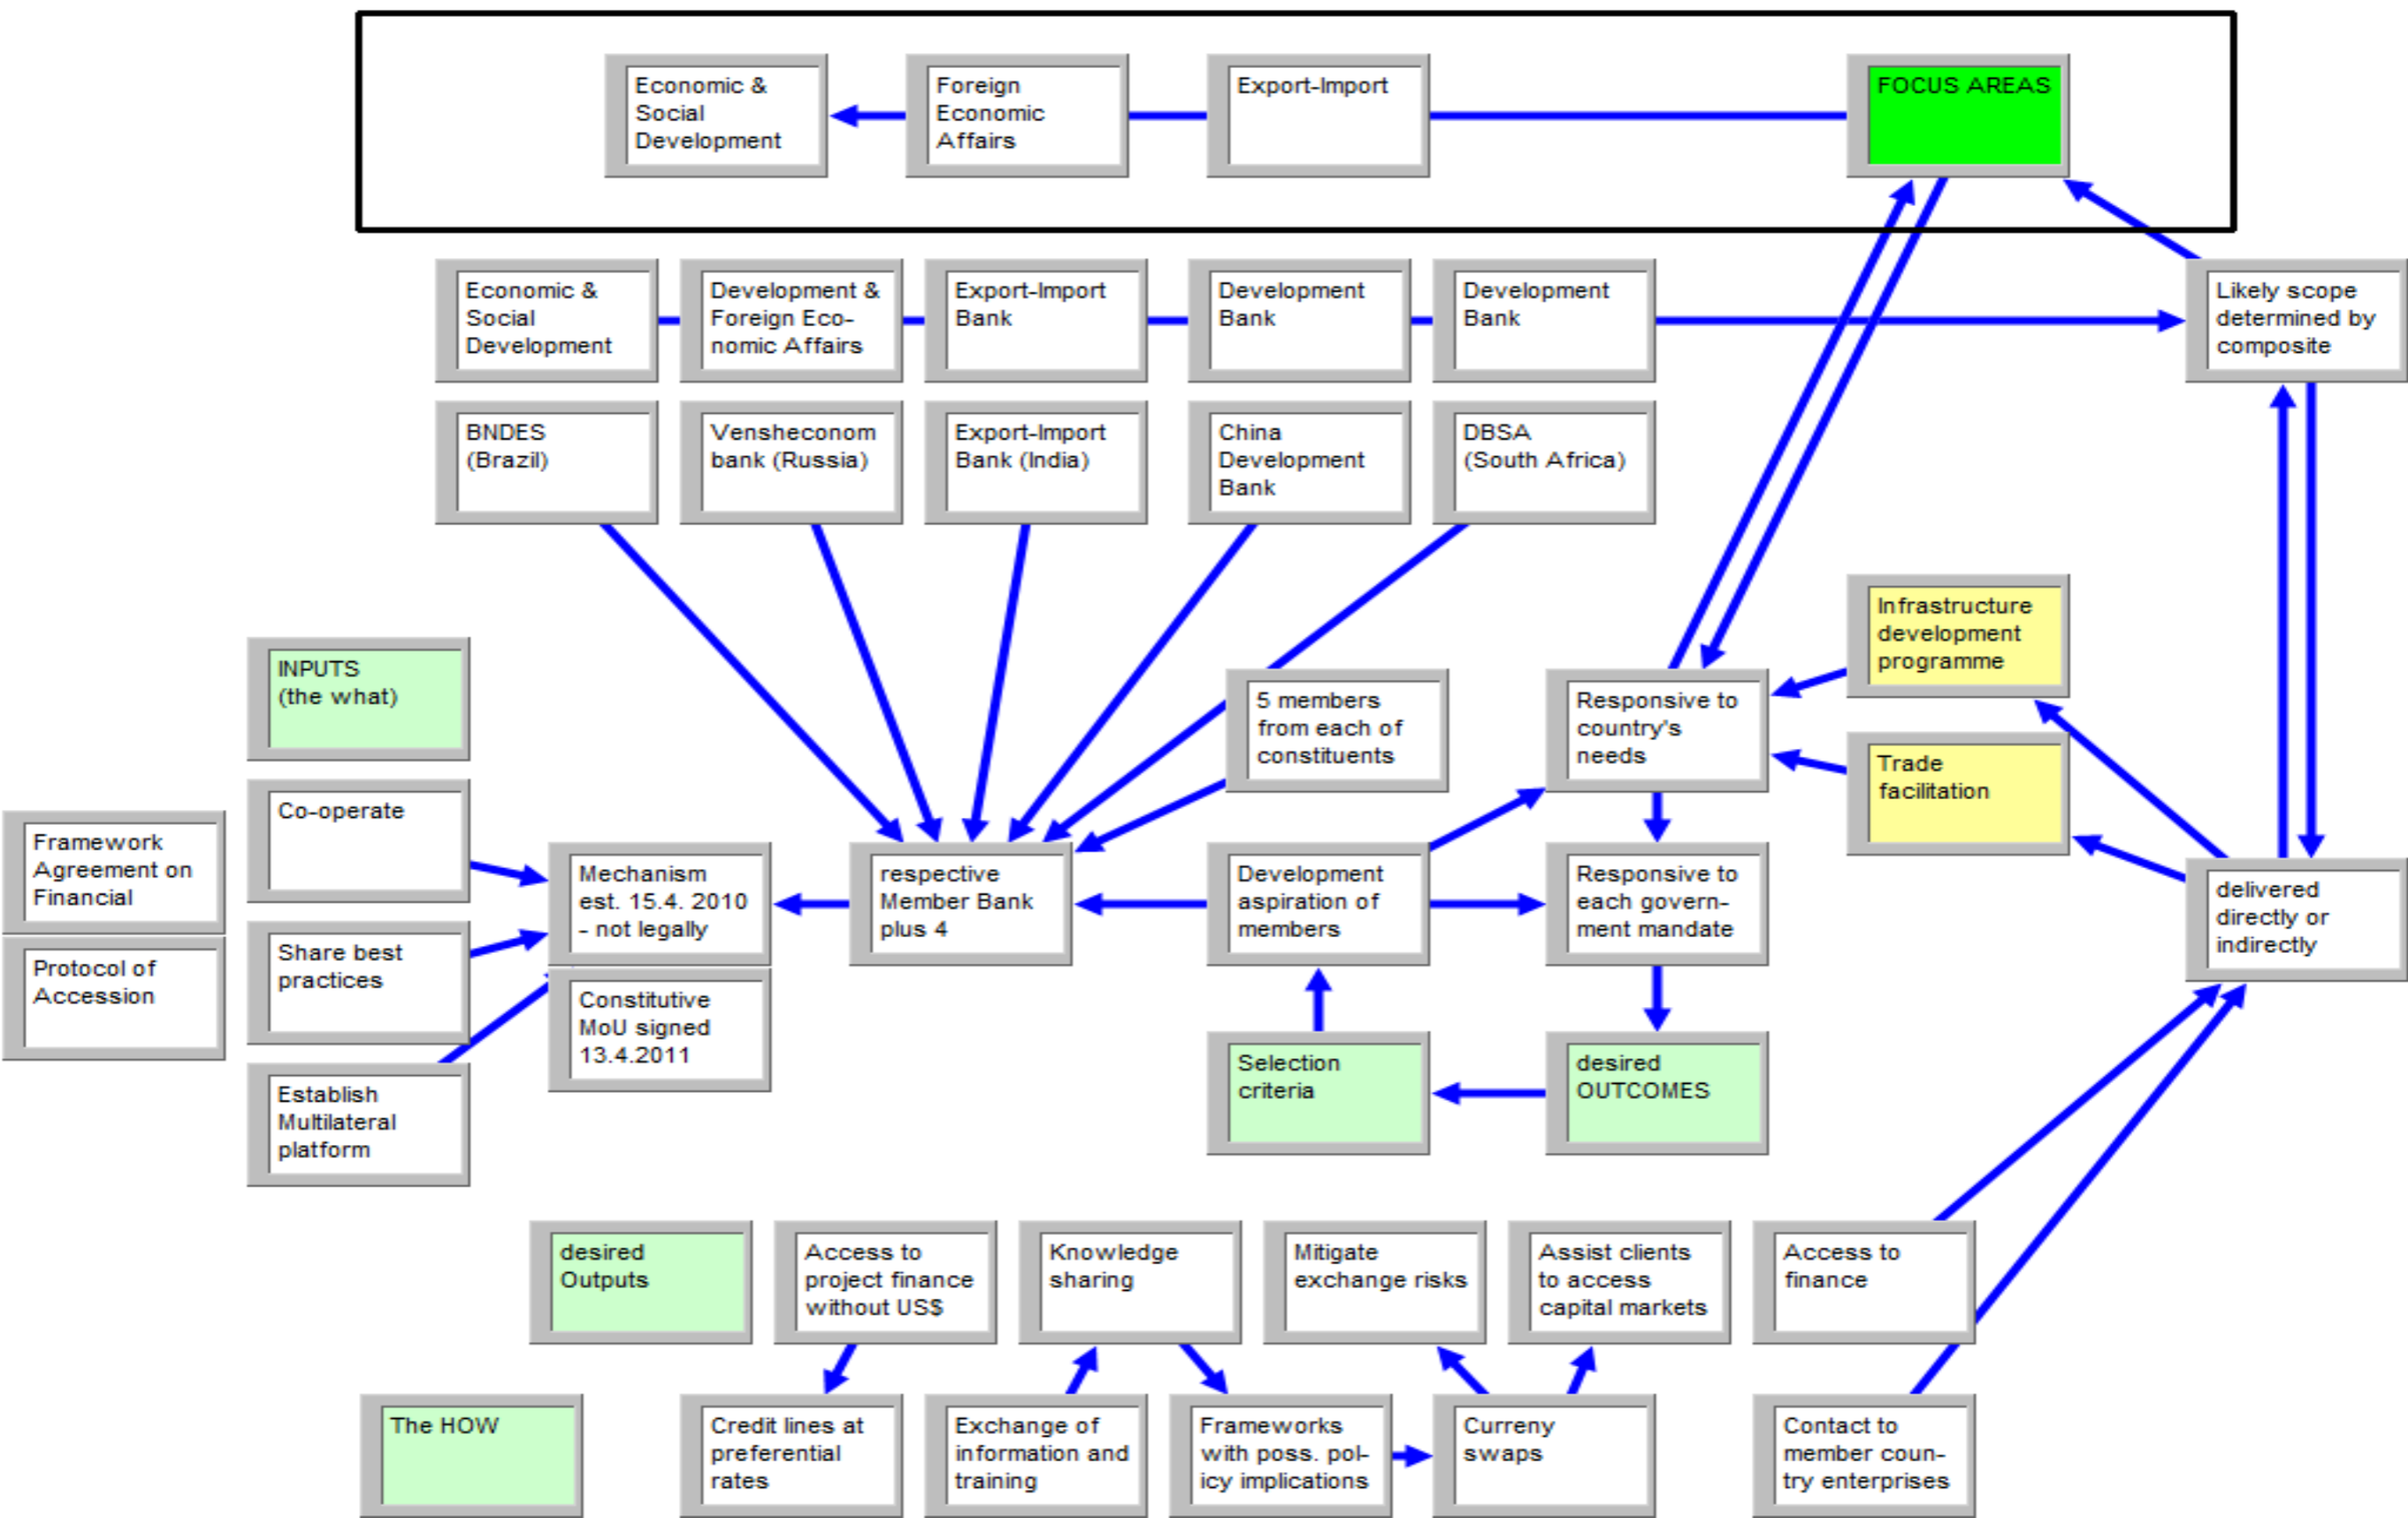 Economic &
Social
Development
Foreign
Economic
Affairs
Export-Import
FOCUS AREAS
Economic &
Social
Development
Development &
Foreign Eco-
nomic Affairs
Export-Import
Bank
Development
Bank
Development
Bank
Likely scope
determined by
composite
BNDES
(Brazil)
Vensheconom
bank (Russia)
Export-Import
Bank (India)
China
Development
Bank
DBSA
(South Africa)
Infrastructure
development
programme
INPUTS
(the what)
5 members
from each of
constituents
Responsive to
country's
needs
Trade
facilitation
Co-operate
Framework
Agreement on
Financial
Mechanism
est. 15.4. 2010
- not legally
respective
Member Bank
plus 4
Development
aspiration of
members
Responsive to
each govern-
ment mandate
delivered
directly or
indirectly
Share best
practices
Protocol of
Accession
Constitutive
MoU signed
13.4.2011
Selection
criteria
desired
OUTCOMES
Establish
Multilateral
platform
desired
Outputs
Access to
project finance
without US$
Knowledge
sharing
Mitigate
exchange risks
Assist clients
to access
capital markets
Access to
finance
The HOW
Credit lines at
preferential
rates
Exchange of
information and
training
Frameworks
with poss. pol-
icy implications
Curreny
swaps
Contact to
member coun-
try enterprises